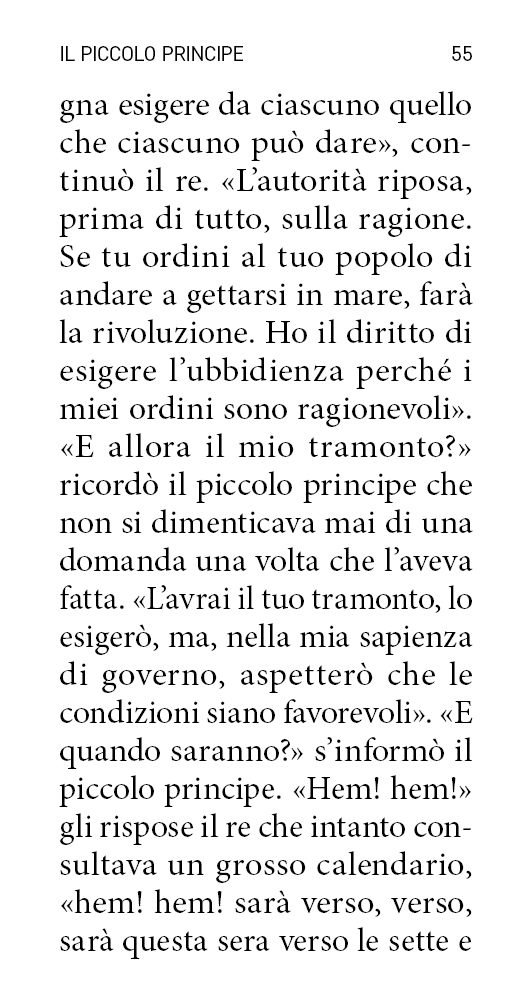 IL PICCOLO PRINCIPE 55
gna esigere da ciascuno quello
che ciascuno può dare», con-
tinuò il re. «L’autorità riposa,
prima di tutto, sulla ragione.
Se tu ordini al tuo popolo di
andare a gettarsi in mare, farà
la rivoluzione. Ho il diritto di
esigere l’ubbidienza perché i
miei ordini sono ragionevoli».
«E allora il mio tramonto?»
ricordò il piccolo principe che
non si dimenticava mai di una
domanda una volta che l’aveva
fatta. «L’avrai il tuo tramonto, lo
esigerò, ma, nella mia sapienza
di governo, aspetterò che le
condizioni siano favorevoli». «E
quando saranno?» s’informò il
piccolo principe. «Hem! hem!»
gli rispose il re che intanto con-
sultava un grosso calendario,
«hem! hem! sarà verso, verso,
sarà questa sera verso le sette e